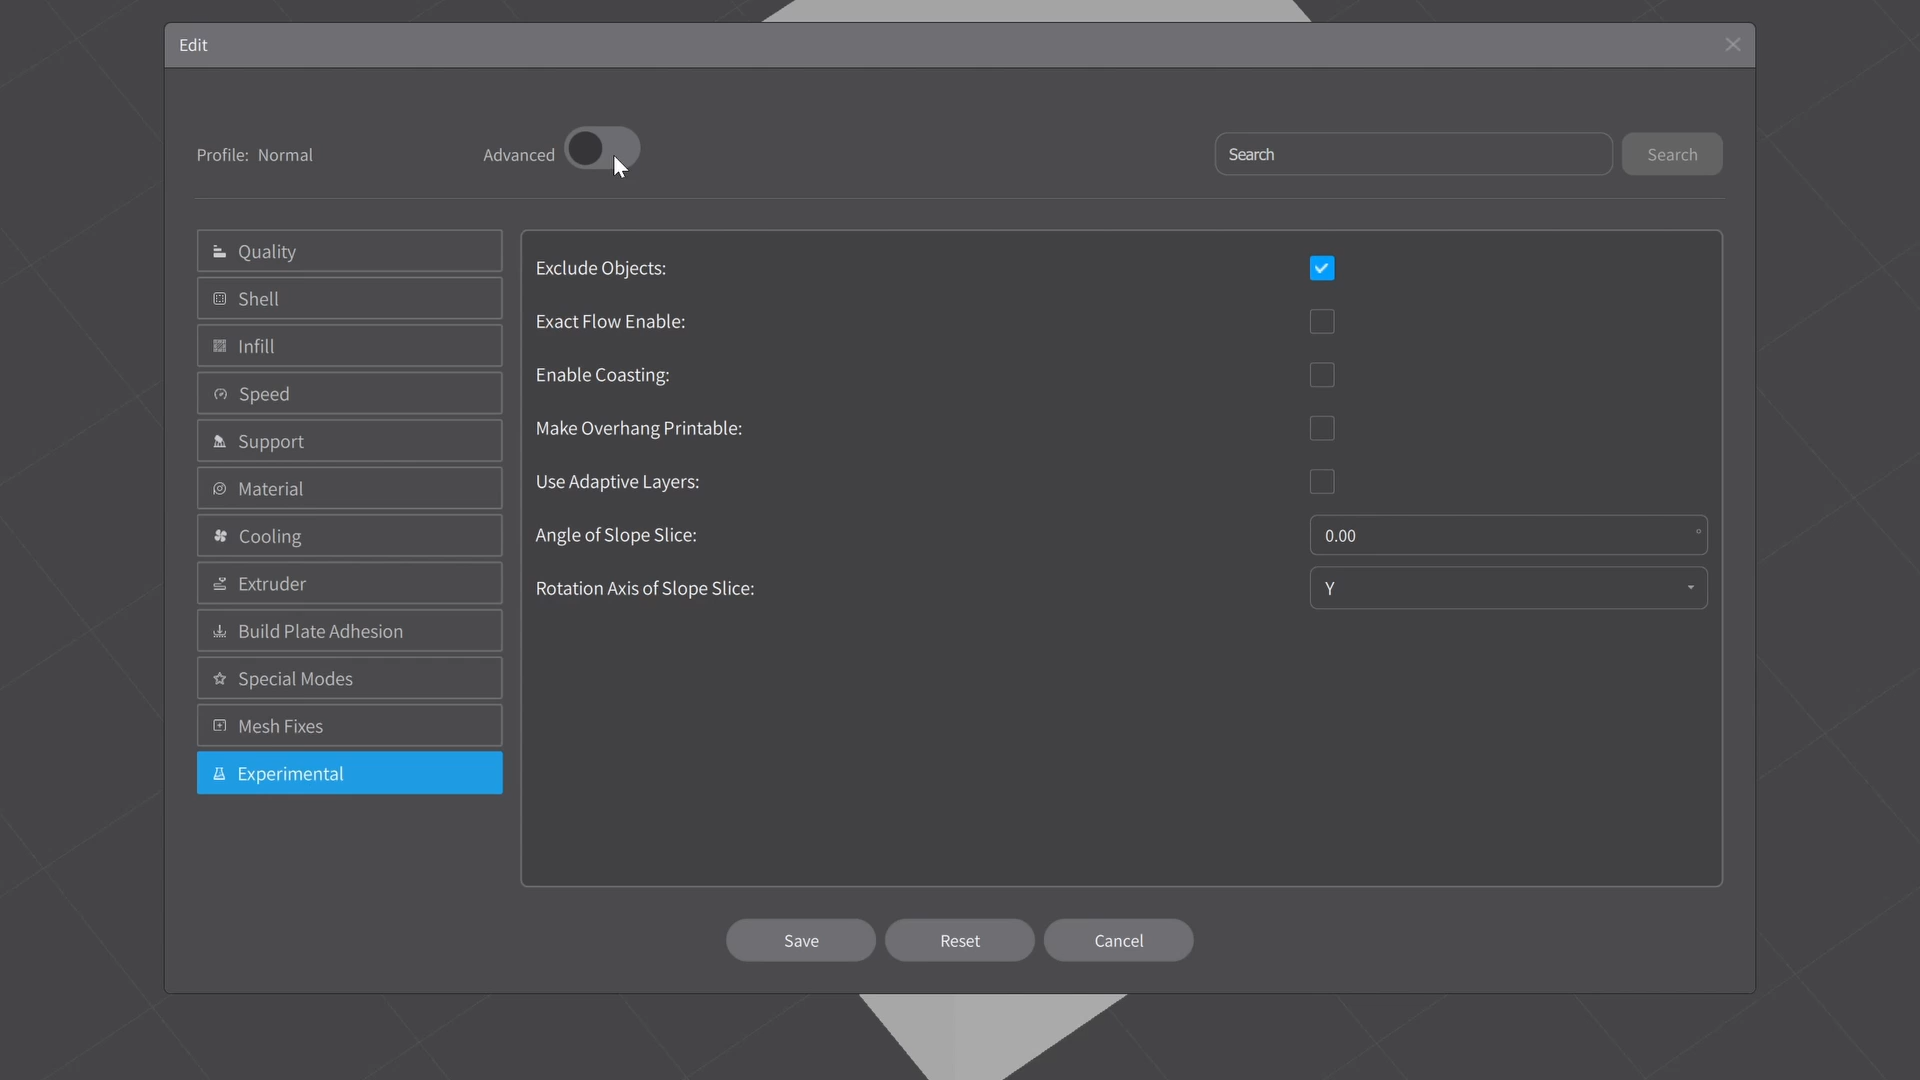 Edit
Profile: Normal
Advanced
Search
Search
Quality
Shell
Infill
Speed
Support
Material
Cooling
Extruder
Build Plate Adhesion
Special Modes
Mesh Fixes
Experimental
Exclude Objects:
Exact Flow Enable:
Enable Coasting:
Make Overhang Printable:
Use Adaptive Layers:
Angle of Slope Slice:
0.00 °
Rotation Axis of Slope Slice:
Y
Save
Reset
Cancel